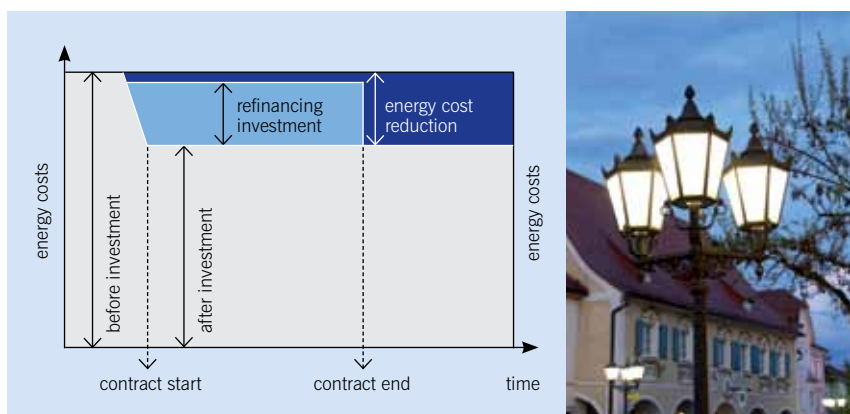 refinancing
investment
energy cost
reduction
energy costs
before investment
after investment
energy costs
contract start
contract end
time